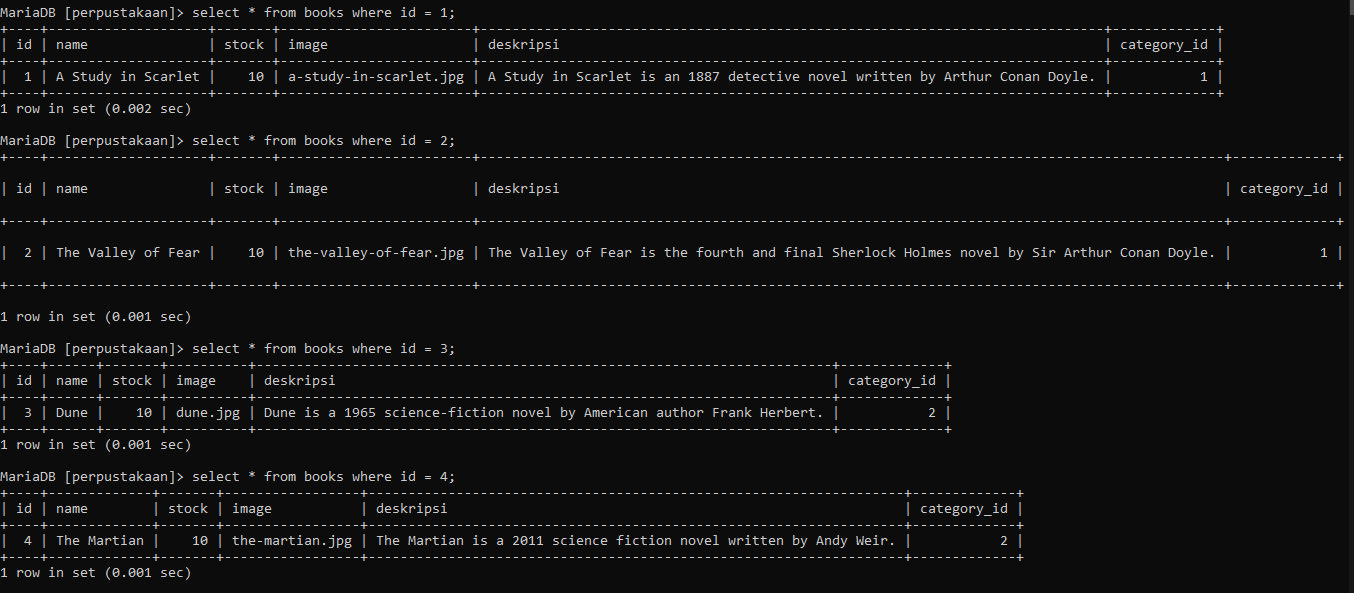 MariaDB [perpustakaan]> select * from books where id = 1;
+----+--------------------+-------+------------------------+------------------------------------------------------------------------------+-------------+
| id | name               | stock | image                  | deskripsi                                                                    | category_id |
+----+--------------------+-------+------------------------+------------------------------------------------------------------------------+-------------+
|  1 | A Study in Scarlet |    10 | a-study-in-scarlet.jpg | A Study in Scarlet is an 1887 detective novel written by Arthur Conan Doyle. |           1 |
+----+--------------------+-------+------------------------+------------------------------------------------------------------------------+-------------+
1 row in set (0.002 sec)
MariaDB [perpustakaan]> select * from books where id = 2;
+----+--------------------+-------+------------------------+---------------------------------------------------------------------------------------------+-------------+
| id | name               | stock | image                  | deskripsi                                                                                   | category_id |
+----+--------------------+-------+------------------------+---------------------------------------------------------------------------------------------+-------------+
|  2 | The Valley of Fear |    10 | the-valley-of-fear.jpg | The Valley of Fear is the fourth and final Sherlock Holmes novel by Sir Arthur Conan Doyle. |           1 |
+----+--------------------+-------+------------------------+---------------------------------------------------------------------------------------------+-------------+
1 row in set (0.001 sec)
MariaDB [perpustakaan]> select * from books where id = 3;
+----+------+-------+----------+------------------------------------------------------------------------+-------------+
| id | name | stock | image    | deskripsi                                                              | category_id |
+----+------+-------+----------+------------------------------------------------------------------------+-------------+
|  3 | Dune |    10 | dune.jpg | Dune is a 1965 science-fiction novel by American author Frank Herbert. |           2 |
+----+------+-------+----------+------------------------------------------------------------------------+-------------+
1 row in set (0.001 sec)
MariaDB [perpustakaan]> select * from books where id = 4;
+----+-------------+-------+-----------------+-------------------------------------------------------------------+-------------+
| id | name        | stock | image           | deskripsi                                                         | category_id |
+----+-------------+-------+-----------------+-------------------------------------------------------------------+-------------+
|  4 | The Martian |    10 | the-martian.jpg | The Martian is a 2011 science fiction novel written by Andy Weir. |           2 |
+----+-------------+-------+-----------------+-------------------------------------------------------------------+-------------+
1 row in set (0.001 sec)